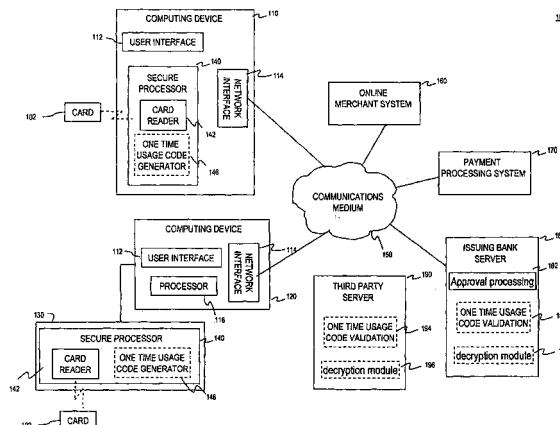 COMPUTING DEVICE
110
112
USER INTERFACE
140
SECURE
PROCESSOR
114
NETWORK
INTERFACE
102
CARD
CARD
READER
142
ONE TIME
USAGE CODE
GENERATOR
146
160
ONLINE
MERCHANT SYSTEM
170
PAYMENT
PROCESSING SYSTEM
COMMUNICATIONS
MEDIUM
150
COMPUTING DEVICE
114
112
USER INTERFACE
NETWORK
INTERFACE
PROCESSOR
116
120
ISSUING BANK
SERVER
182
Approval processing
ONE TIME USAGE
CODE VALIDATION
decryption module
190
THIRD PARTY
SERVER
ONE TIME USAGE
CODE VALIDATION
194
decryption module
196
130
SECURE PROCESSOR
140
CARD
READER
ONE TIME USAGE
CODE GENERATOR
142
146
CARD